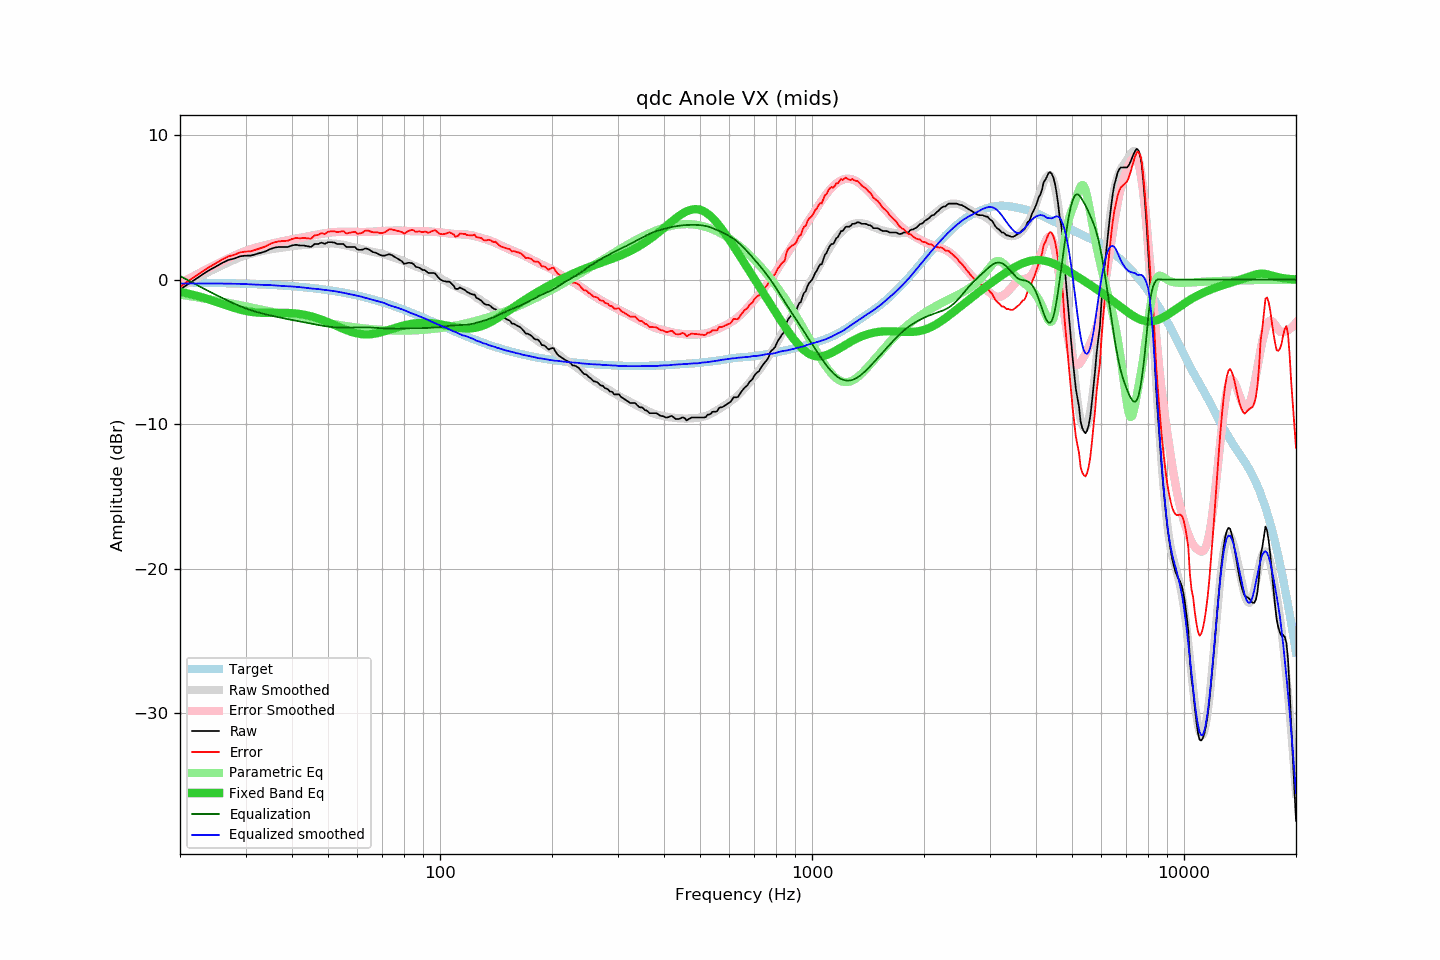 qdc Anole VX (mids)
10
0
−10
−20
−30
Amplitude (dBr)
Target
Raw Smoothed
Error Smoothed
Raw
Error
Parametric Eq
Fixed Band Eq
Equalization
Equalized smoothed
100 1000 10000
Frequency (Hz)